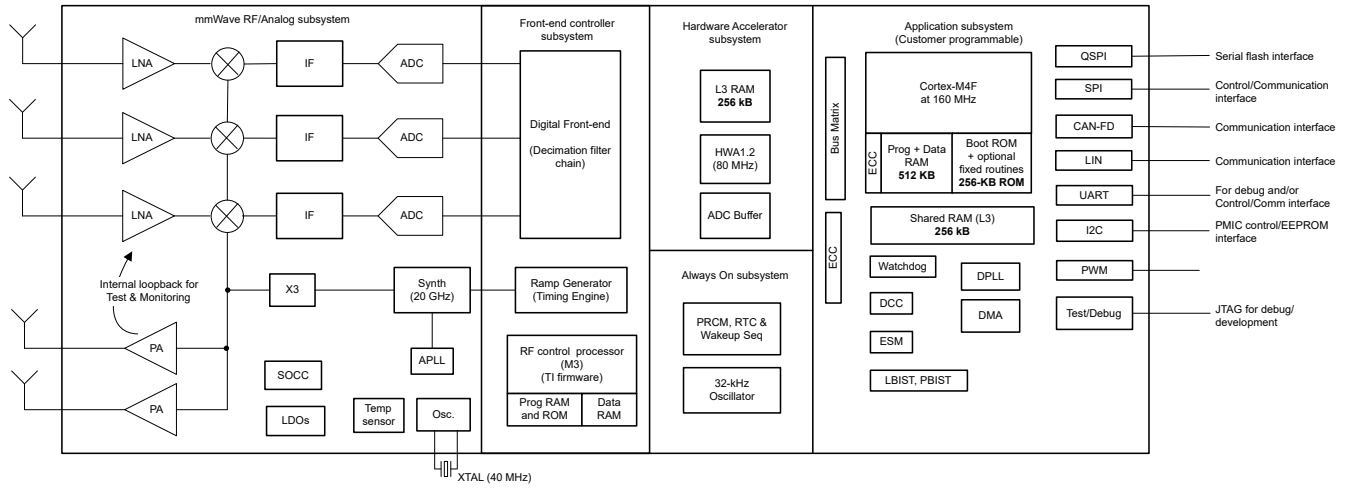 mmWave RF/Analog subsystem
LNA
IF
ADC
LNA
IF
ADC
LNA
IF
ADC
Internal loopback for
Test & Monitoring
X3
Synth
(20 GHz)
PA
APLL
SOCC
PA
LDOs
Temp
sensor
Osc.
XTAL (40 MHz)
Front-end controller
subsystem
Digital Front-end
(Decimation filter
chain)
Ramp Generator
(Timing Engine)
RF control processor
(M3)
(TI firmware)
Prog RAM
and ROM
Data
RAM
Hardware Accelerator
subsystem
L3 RAM
256 kB
HWA1.2
(80 MHz)
ADC Buffer
Always On subsystem
PRCM, RTC &
Wakeup Seq
32-kHz
Oscillator
Application subsystem
(Customer programmable)
Bus Matrix
Cortex-M4F
at 160 MHz
ECC
Prog + Data
RAM
512 KB
Boot ROM
+ optional
fixed routines
256-KB ROM
Shared RAM (L3)
256 kB
ECC
Watchdog
DPLL
DCC
DMA
ESM
LBIST, PBIST
QSPI
Serial flash interface
SPI
Control/Communication
interface
CAN-FD
Communication interface
LIN
Communication interface
UART
For debug and/or
Control/Comm interface
I2C
PMIC control/EEPROM
interface
PWM
Test/Debug
JTAG for debug/
development